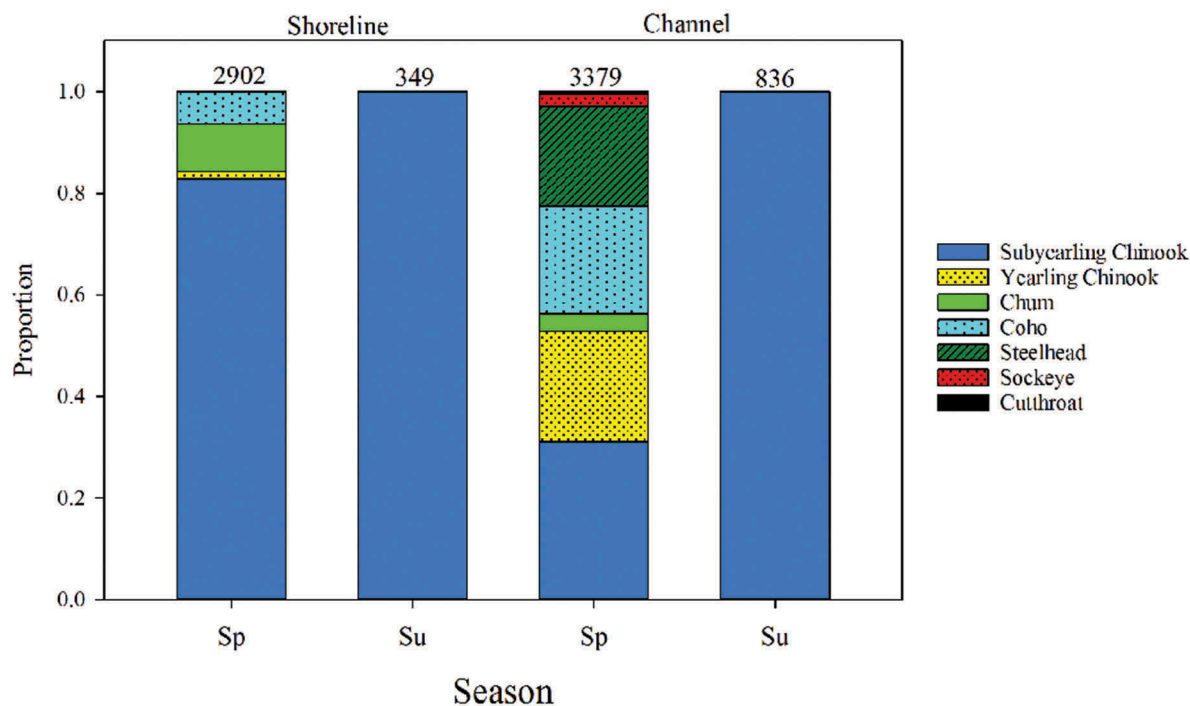 Shoreline Channel
2902 349 3379 836
1.0
0.8
0.6
0.4
0.2
0.0
Proportion
Sp Su Sp Su
Season
Subycarling Chinook
Ycarling Chinook
Chum
Coho
Steelhead
Sockeye
Cutthroat